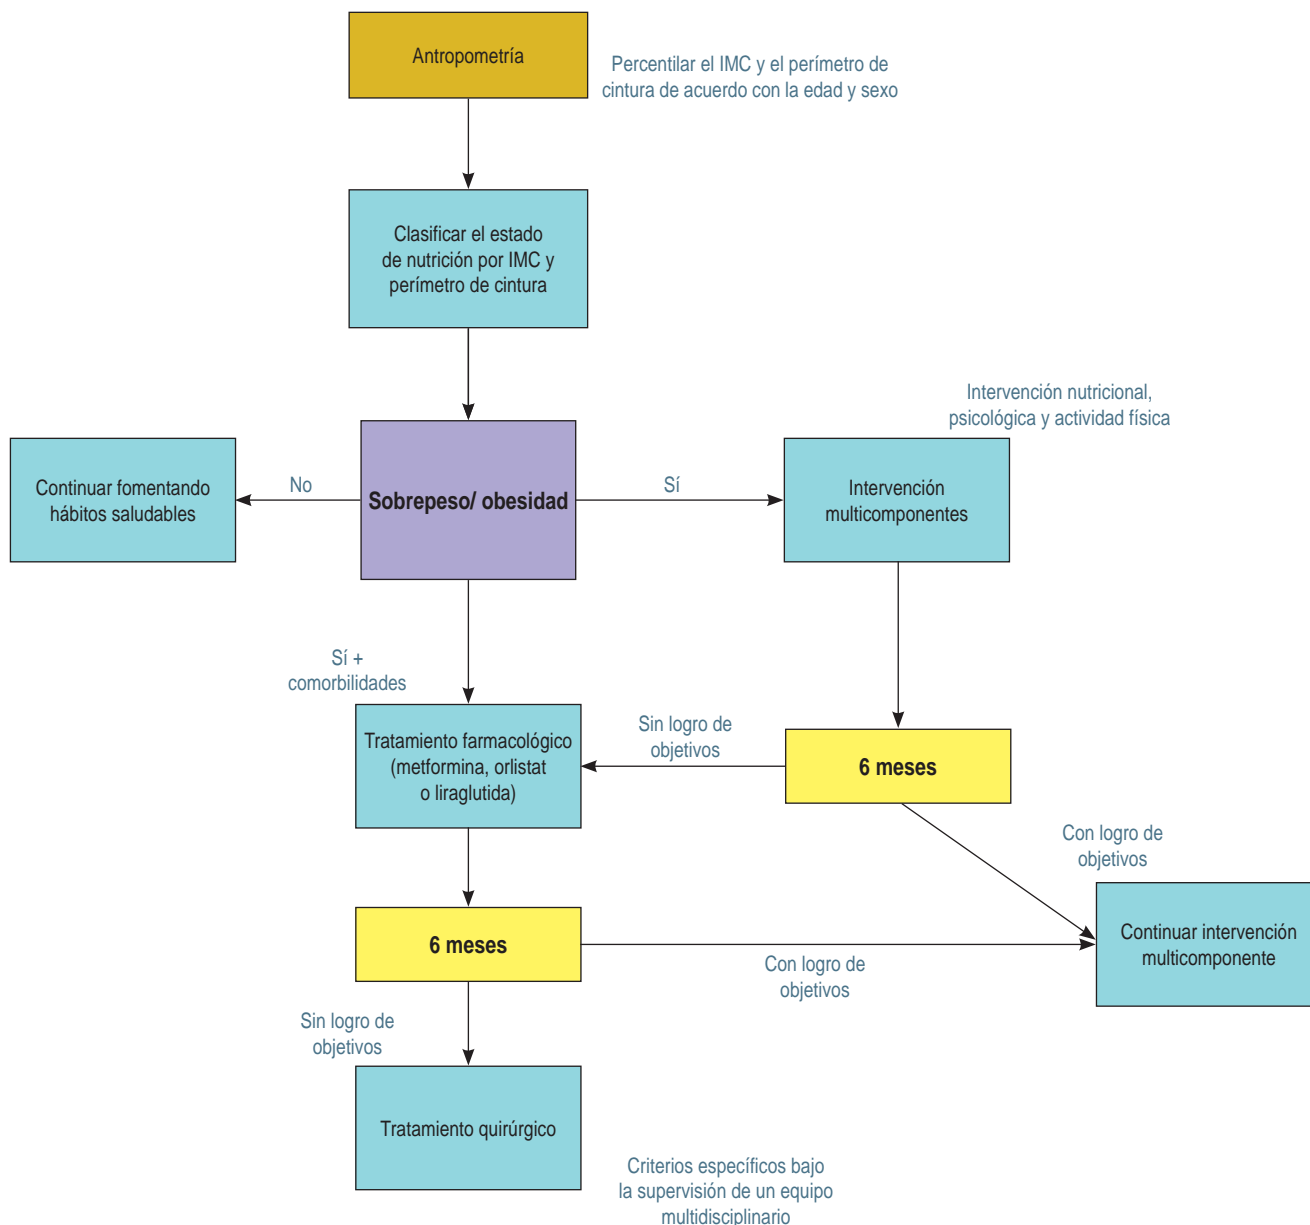 Antropometría
Percentilar el IMC y el perímetro de
cintura de acuerdo con la edad y sexo
Clasificar el estado
de nutrición por IMC y
perímetro de cintura
Intervención nutricional,
psicológica y actividad física
Continuar fomentando
hábitos saludables
No
Sobrepeso/ obesidad
Sí
Intervención
multicomponentes
Sí +
comorbilidades
Tratamiento farmacológico
(metformina, orlistat
o liraglutida)
Sin logro de
objetivos
6 meses
Con logro de
objetivos
6 meses
Con logro de
objetivos
Continuar intervención
multicomponente
Sin logro de
objetivos
Tratamiento quirúrgico
Criterios específicos bajo
la supervisión de un equipo
multidisciplinario